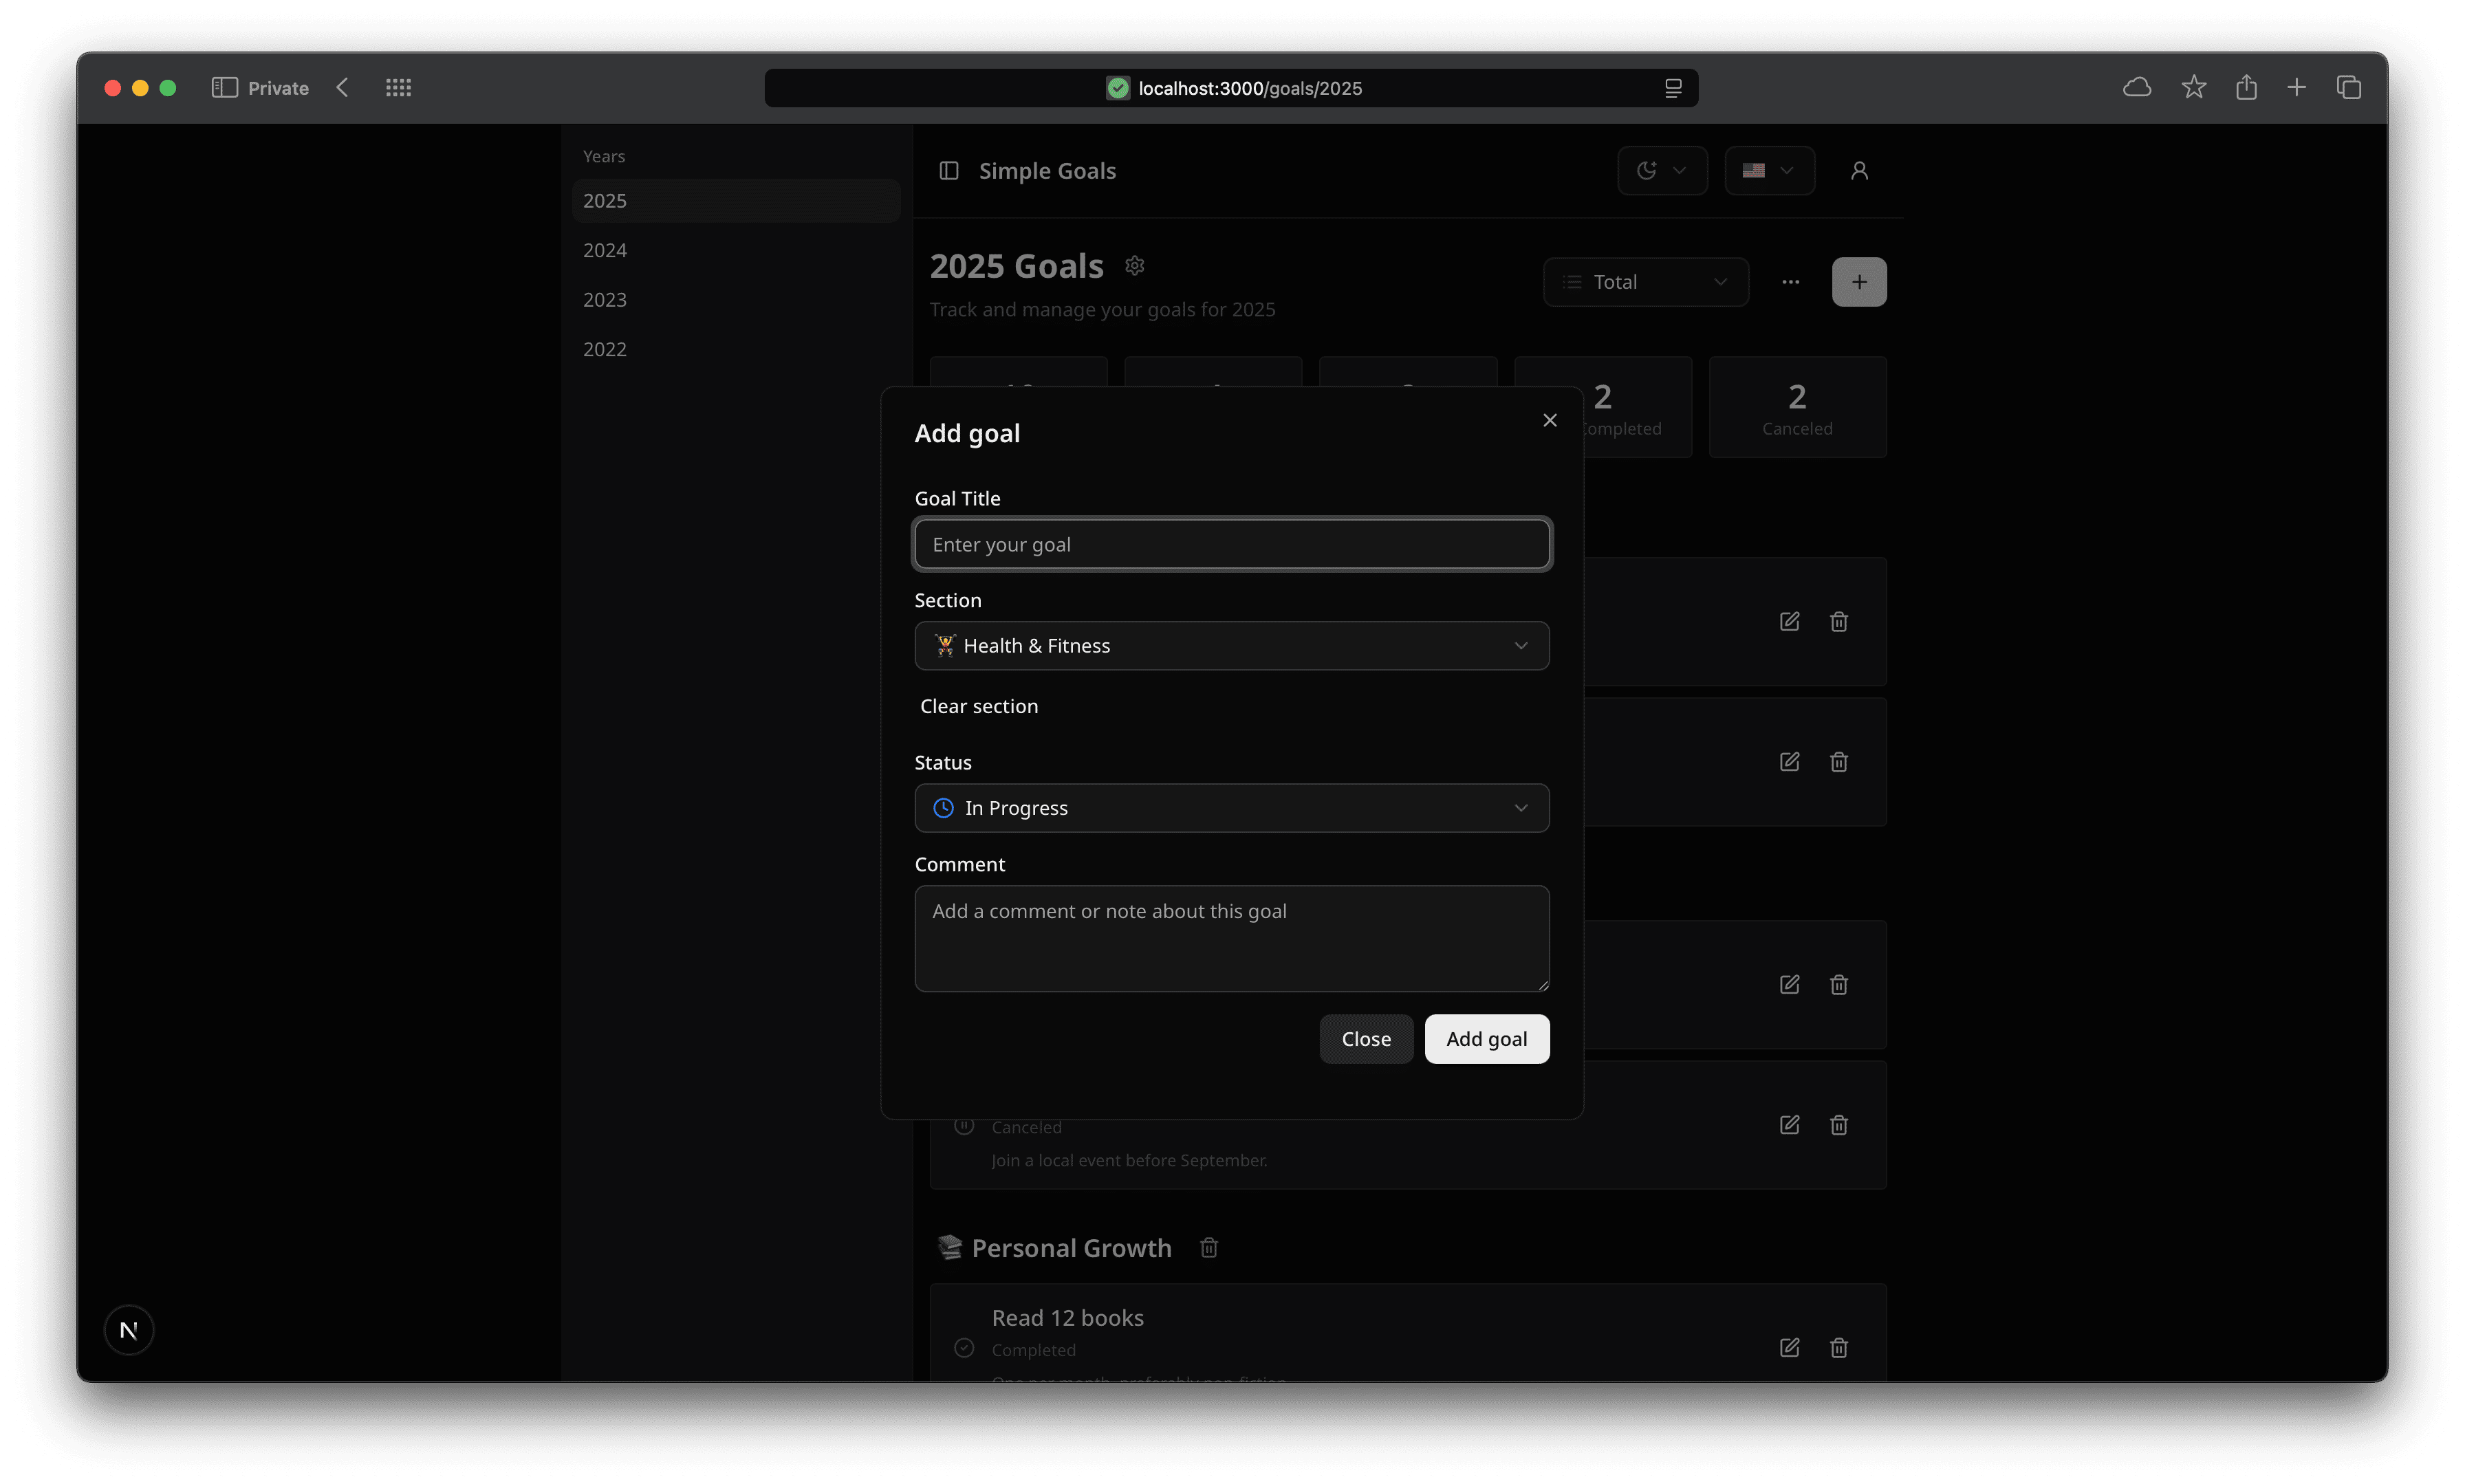 Private
localhost:3000/goals/2025
Years
2025
2024
2023
2022
Simple Goals
2025 Goals
Track and manage your goals for 2025
Total
2
Completed
2
Canceled
Add goal
Goal Title
Enter your goal
Section
Health & Fitness
Clear section
Status
In Progress
Comment
Add a comment or note about this goal
Close
Add goal
Canceled
Join a local event before September.
Personal Growth
Read 12 books
Completed
N